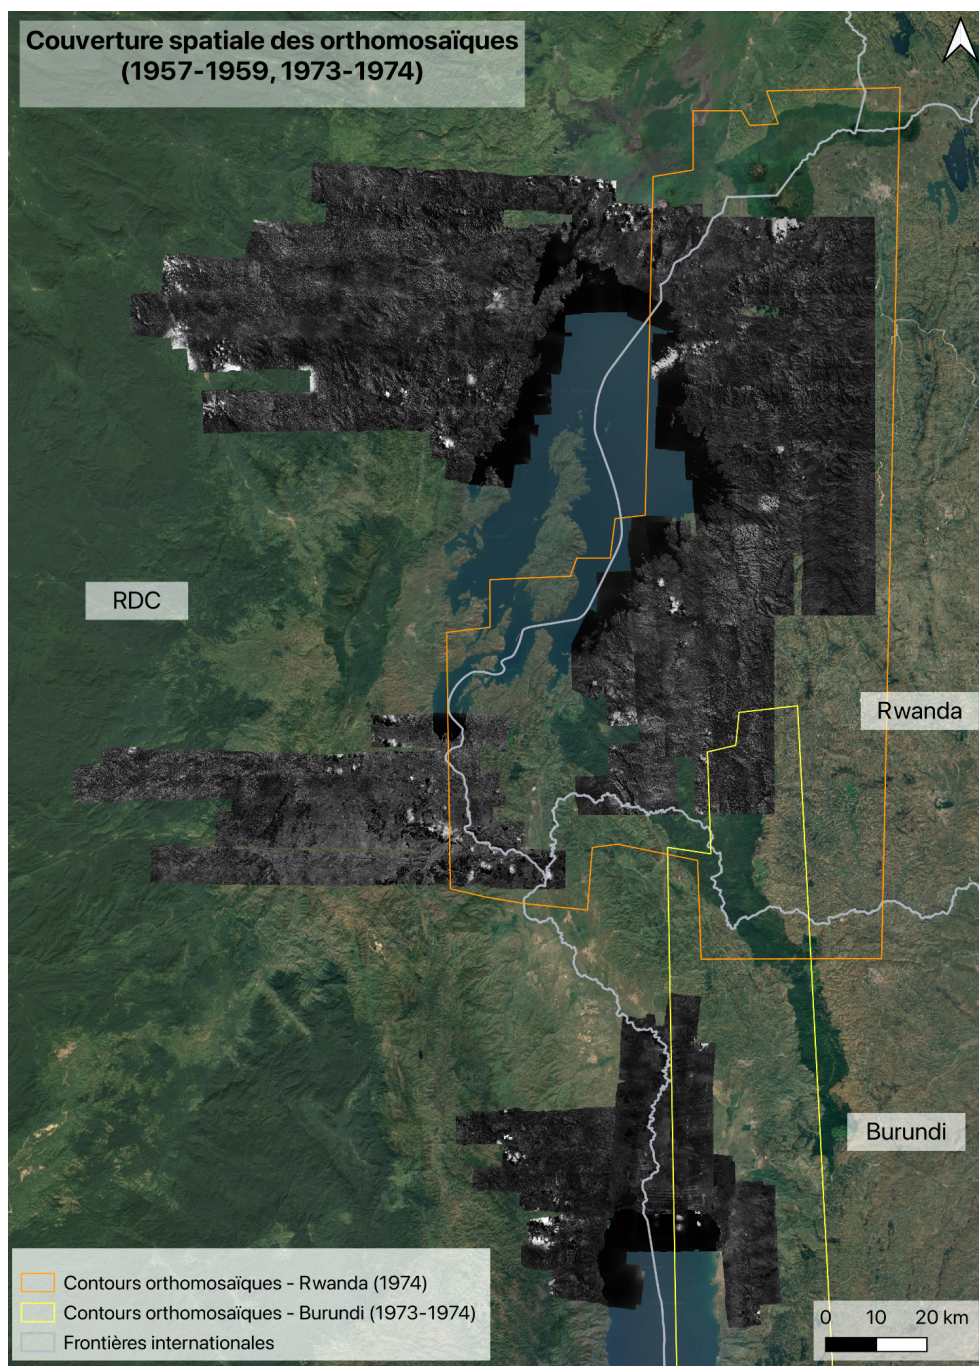 Couverture spatiale des orthomosaïques
(1957-1959, 1973-1974)
RDC
Rwanda
Burundi
Contours orthomosaïques - Rwanda (1974)
Contours orthomosaïques - Burundi (1973-1974)
Frontières internationales
0 10 20 km